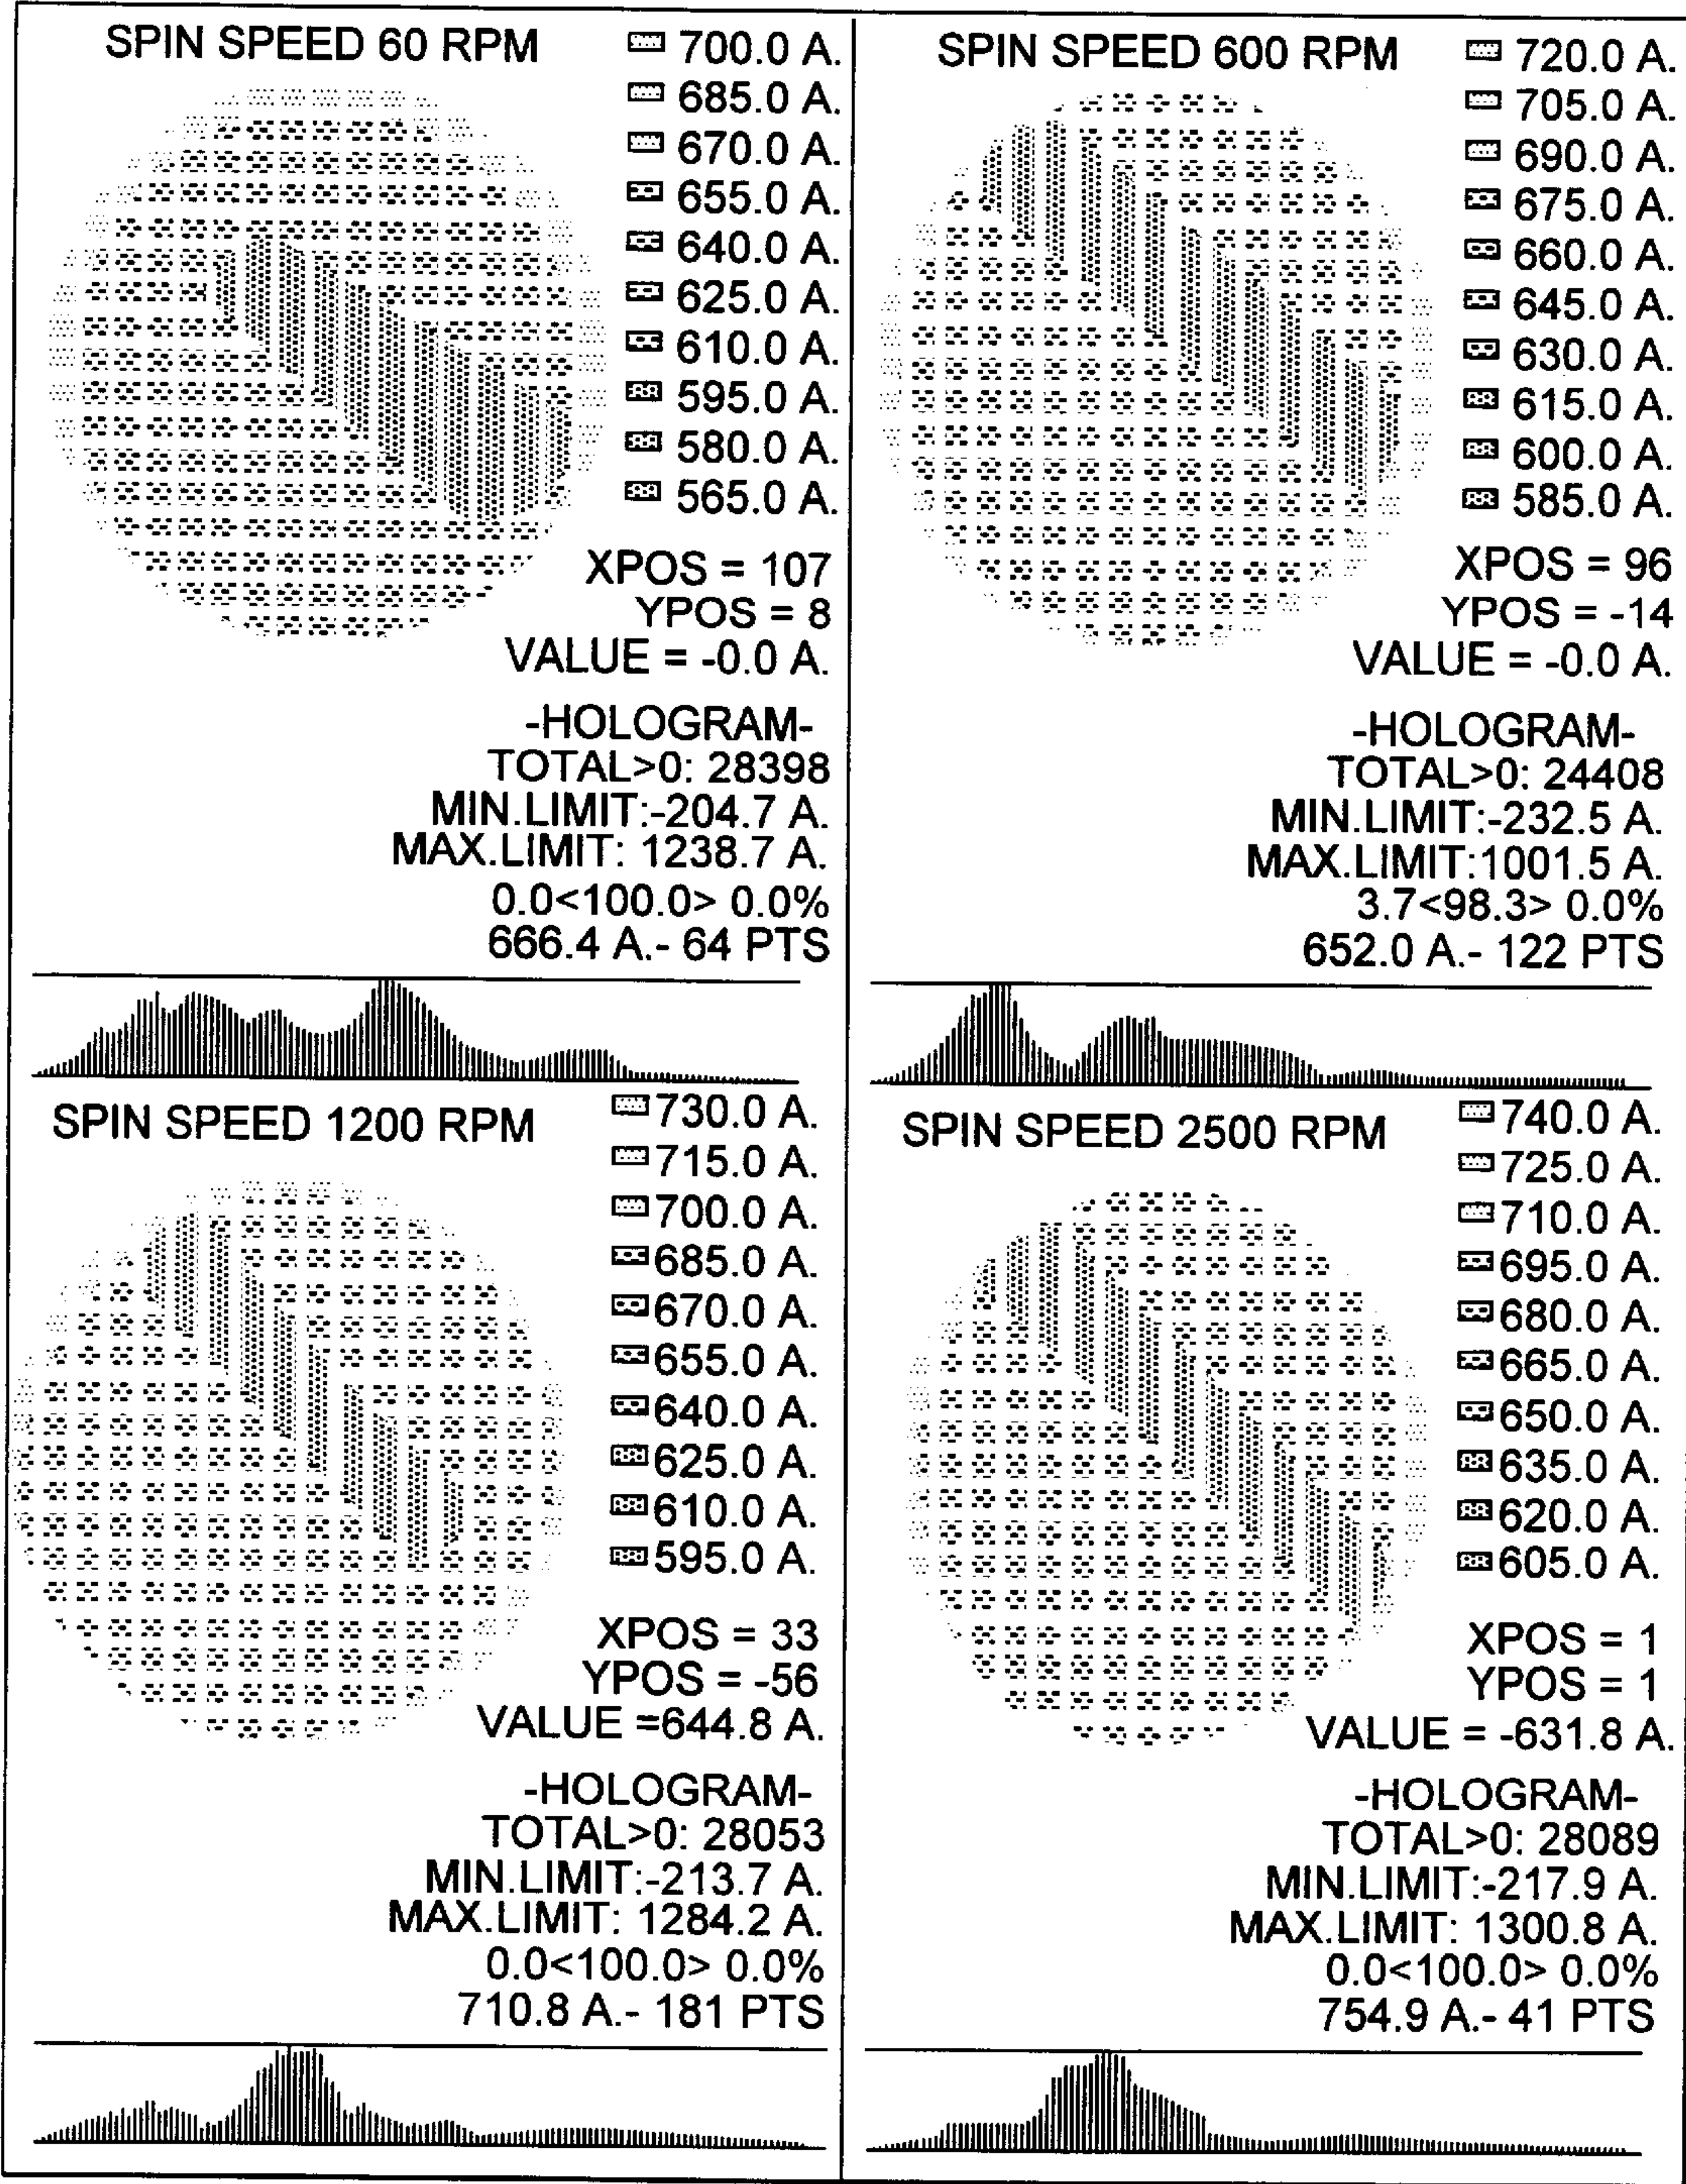 SPIN SPEED 60 RPM
700.0 A.
685.0 A.
670.0 A.
655.0 A.
640.0 A.
625.0 A.
610.0 A.
595.0 A.
580.0 A.
565.0 A.
XPOS = 107
YPOS = 8
VALUE = -0.0 A.
-HOLOGRAM-
TOTAL>0: 28398
MIN.LIMIT:-204.7 A.
MAX.LIMIT: 1238.7 A.
0.0<100.0> 0.0%
666.4 A.- 64 PTS
SPIN SPEED 600 RPM
720.0 A.
705.0 A.
690.0 A.
675.0 A.
660.0 A.
645.0 A.
630.0 A.
615.0 A.
600.0 A.
585.0 A.
XPOS = 96
YPOS = -14
VALUE = -0.0 A.
-HOLOGRAM-
TOTAL>0: 24408
MIN.LIMIT:-232.5 A.
MAX.LIMIT:1001.5 A.
3.7<98.3> 0.0%
652.0 A.- 122 PTS
SPIN SPEED 1200 RPM
730.0 A.
715.0 A.
700.0 A.
685.0 A.
670.0 A.
655.0 A.
640.0 A.
625.0 A.
610.0 A.
595.0 A.
XPOS = 33
YPOS = -56
VALUE =644.8 A.
-HOLOGRAM-
TOTAL>0: 28053
MIN.LIMIT:-213.7 A.
MAX.LIMIT: 1284.2 A.
0.0<100.0> 0.0%
710.8 A.- 181 PTS
SPIN SPEED 2500 RPM
740.0 A.
725.0 A.
710.0 A.
695.0 A.
680.0 A.
665.0 A.
650.0 A.
635.0 A.
620.0 A.
605.0 A.
XPOS = 1
YPOS = 1
VALUE = -631.8 A.
-HOLOGRAM-
TOTAL>0: 28089
MIN.LIMIT:-217.9 A.
MAX.LIMIT: 1300.8 A.
0.0<100.0> 0.0%
754.9 A.- 41 PTS